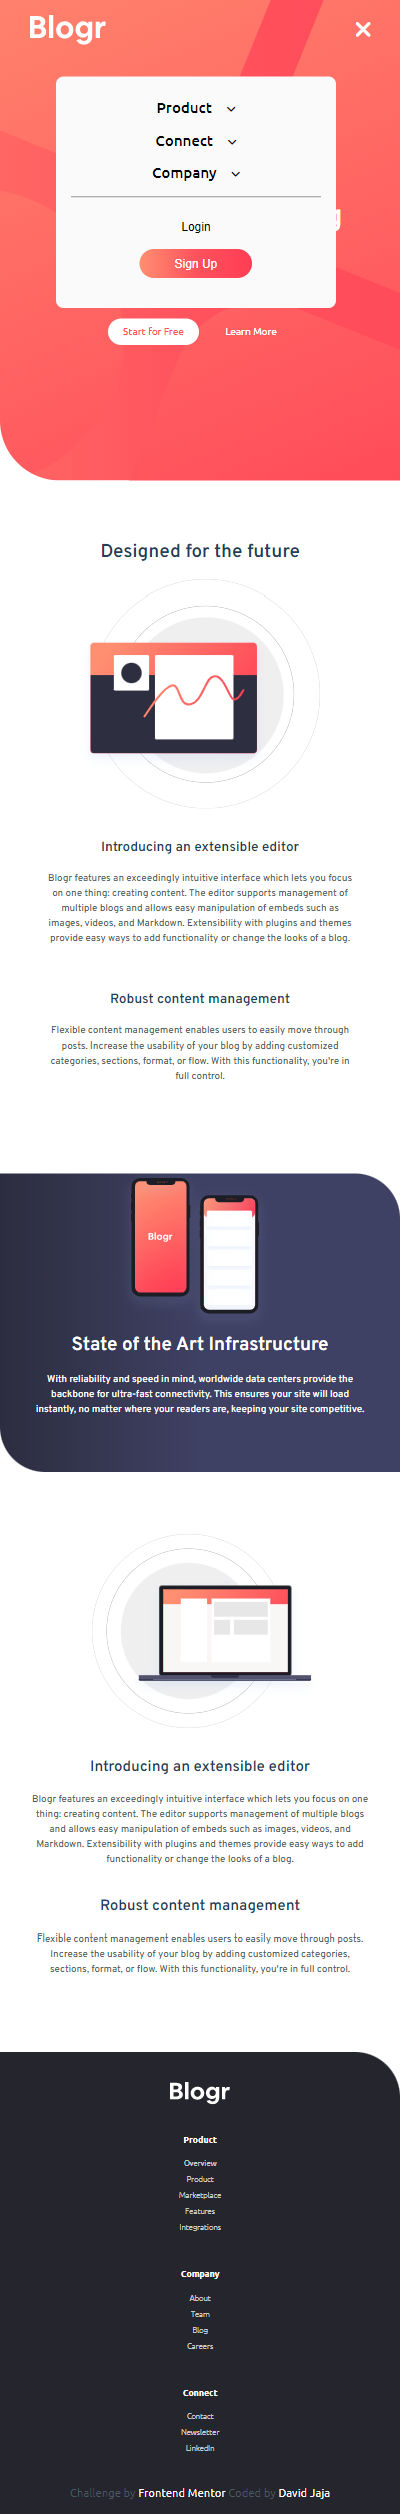 Blogr
Product
Connect
Company
Login
g
Sign Up
Start for Free
Learn More
Designed for the future
Introducing an extensible editor
Blogr features an exceedingly intuitive interface which lets you focus
on one thing: creating content. The editor supports management of
multiple blogs and allows easy manipulation of embeds such as
images, videos, and Markdown. Extensibility with plugins and themes
provide easy ways to add functionality or change the looks of a blog.
Robust content management
Flexible content management enables users to easily move through
posts. Increase the usability of your blog by adding customized
categories, sections, format, or flow. With this functionality, you're in
full control.
Blogr
State of the Art Infrastructure
With reliability and speed in mind, worldwide data centers provide the
backbone for ultra-fast connectivity. This ensures your site will load
instantly, no matter where your readers are, keeping your site competitive.
Introducing an extensible editor
Blogr features an exceedingly intuitive interface which lets you focus on one
thing: creating content. The editor supports management of multiple blogs
and allows easy manipulation of embeds such as images, videos, and
Markdown. Extensibility with plugins and themes provide easy ways to add
functionality or change the looks of a blog.
Robust content management
Flexible content management enables users to easily move through posts.
Increase the usability of your blog by adding customized categories,
sections, format, or flow. With this functionality, you're in full control.
Blogr
Product
Overview
Product
Marketplace
Features
Integrations
Company
About
Team
Blog
Careers
Connect
Contact
Newsletter
LinkedIn
Challenge by Frontend Mentor Coded by David Jaja